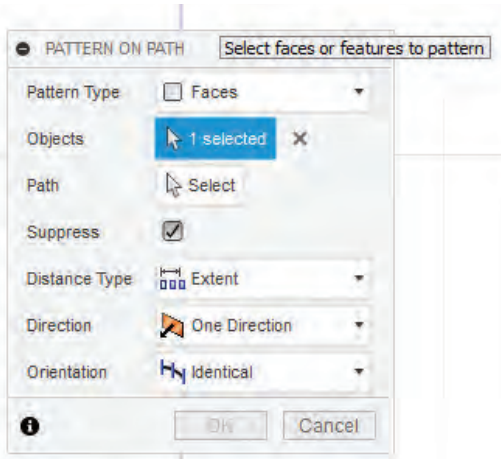 PATTERN ON PATH
Select faces or features to pattern
Pattern Type Faces
Objects 1 selected
Path Select
Suppress
Distance Type Extent
Direction One Direction
Orientation Identical
OK Cancel